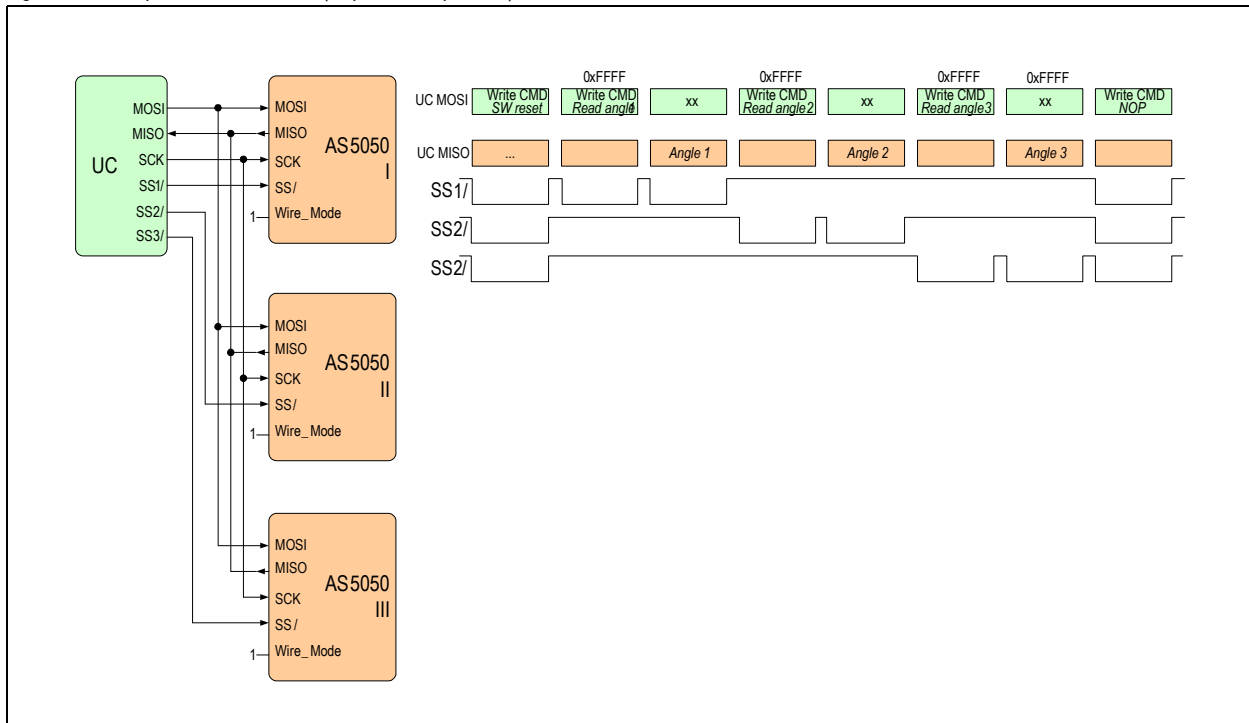 UC
MOSI
MISO
SCK
SS1/
SS2/
SS3/
MOSI
MISO
SCK
SS/
Wire_Mode
1
AS5050
I
MOSI
MISO
SCK
SS/
Wire_Mode
1
AS5050
II
MOSI
MISO
SCK
SS/
Wire_Mode
1
AS5050
III
0xFFFF 0xFFFF 0xFFFF 0xFFFF
UC MOSI
Write CMD
SW reset
Write CMD
Read angle1
xx
Write CMD
Read angle2
xx
Write CMD
Read angle3
xx
Write CMD
NOP
UC MISO
...
Angle 1
Angle 2
Angle 3
SS1/
SS2/
SS2/